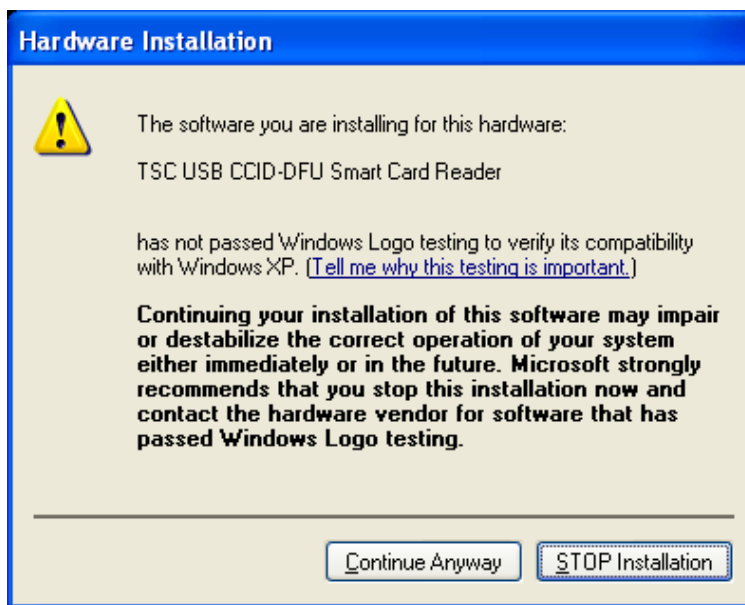 Hardware Installation
The software you are installing for this hardware:
TSC USB CCID-DFU Smart Card Reader
has not passed Windows Logo testing to verify its compatibility
with Windows XP. (Tell me why this testing is important.)
Continuing your installation of this software may impair
or destabilize the correct operation of your system
either immediately or in the future. Microsoft strongly
recommends that you stop this installation now and
contact the hardware vendor for software that has
passed Windows Logo testing.
Continue Anyway
STOP Installation